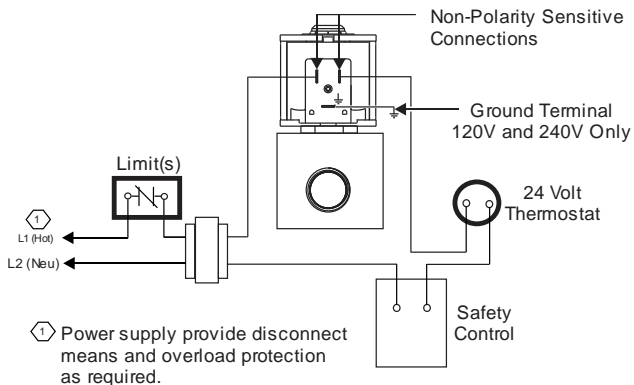 Non-Polarity Sensitive
Connections
Ground Terminal
120V and 240V Only
Limit(s)
24 Volt
Thermostat
1
L1 (Hot)
L2 (Neu)
Safety
Control
1 Power supply provide disconnect
means and overload protection
as required.